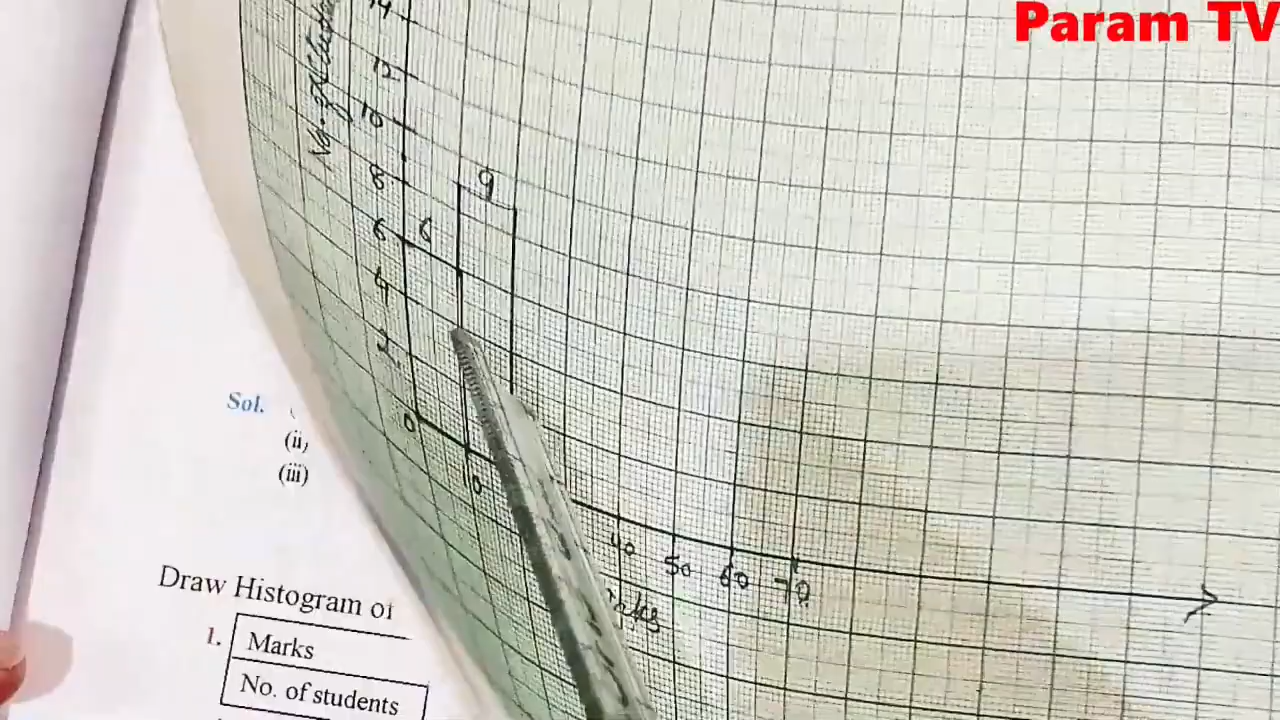 Param TV
14
12
10
8
6
4
2
0
9
6
10
40
50
60
70
Sol.
(ii)
(iii)
Draw Histogram of
1. Marks
No. of students